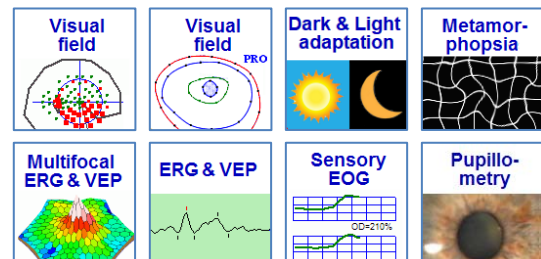 Visual
field
Visual
field
PRO
Dark & Light
adaptation
Metamor-
phopsia
Multifocal
ERG & VEP
ERG & VEP
Sensory
EOG
OD=210%
Pupillo-
metry